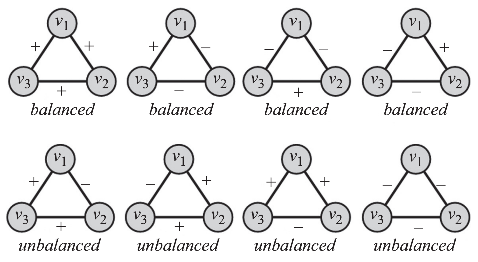 v1 v1 v1 v1
+ + + − − − − +
v3 + v2 v3 − v2 v3 + v2 v3 − v2
balanced balanced balanced balanced
v1 v1 v1 v1
+ − − + + + − −
v3 + v2 v3 + v2 v3 − v2 v3 − v2
unbalanced unbalanced unbalanced unbalanced